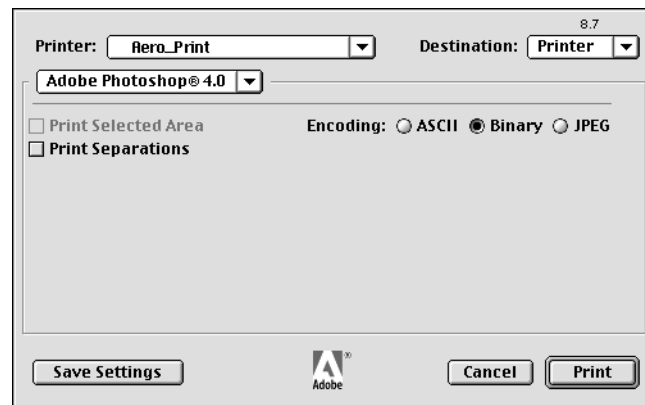 8.7
Printer: Aero_Print Destination: Printer
Adobe Photoshop® 4.0
Print Selected Area Encoding: ASCII Binary JPEG
Print Separations
Save Settings Adobe ® Cancel Print